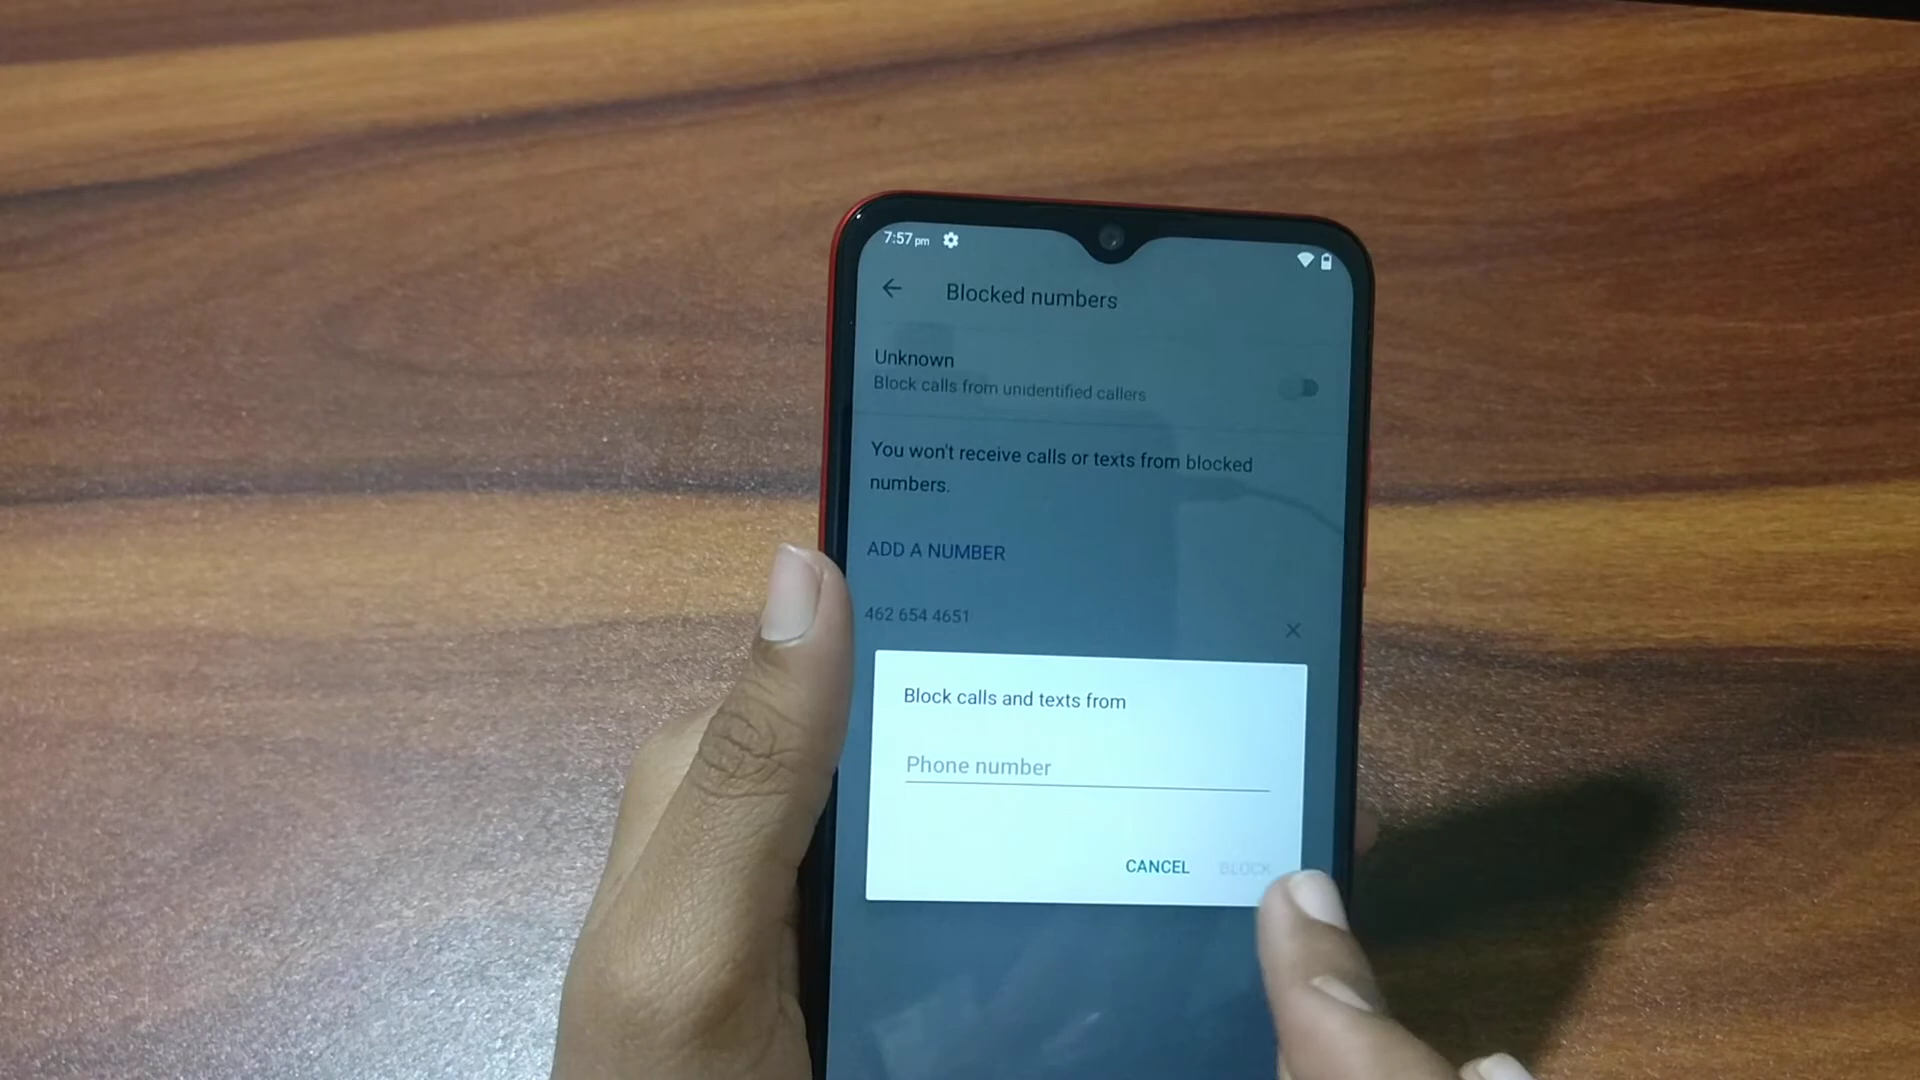 7:57 pm
Blocked numbers
Unknown
Block calls from unidentified callers
You won't receive calls or texts from blocked
numbers.
ADD A NUMBER
462 654 4651
Block calls and texts from
Phone number
CANCEL BLOCK